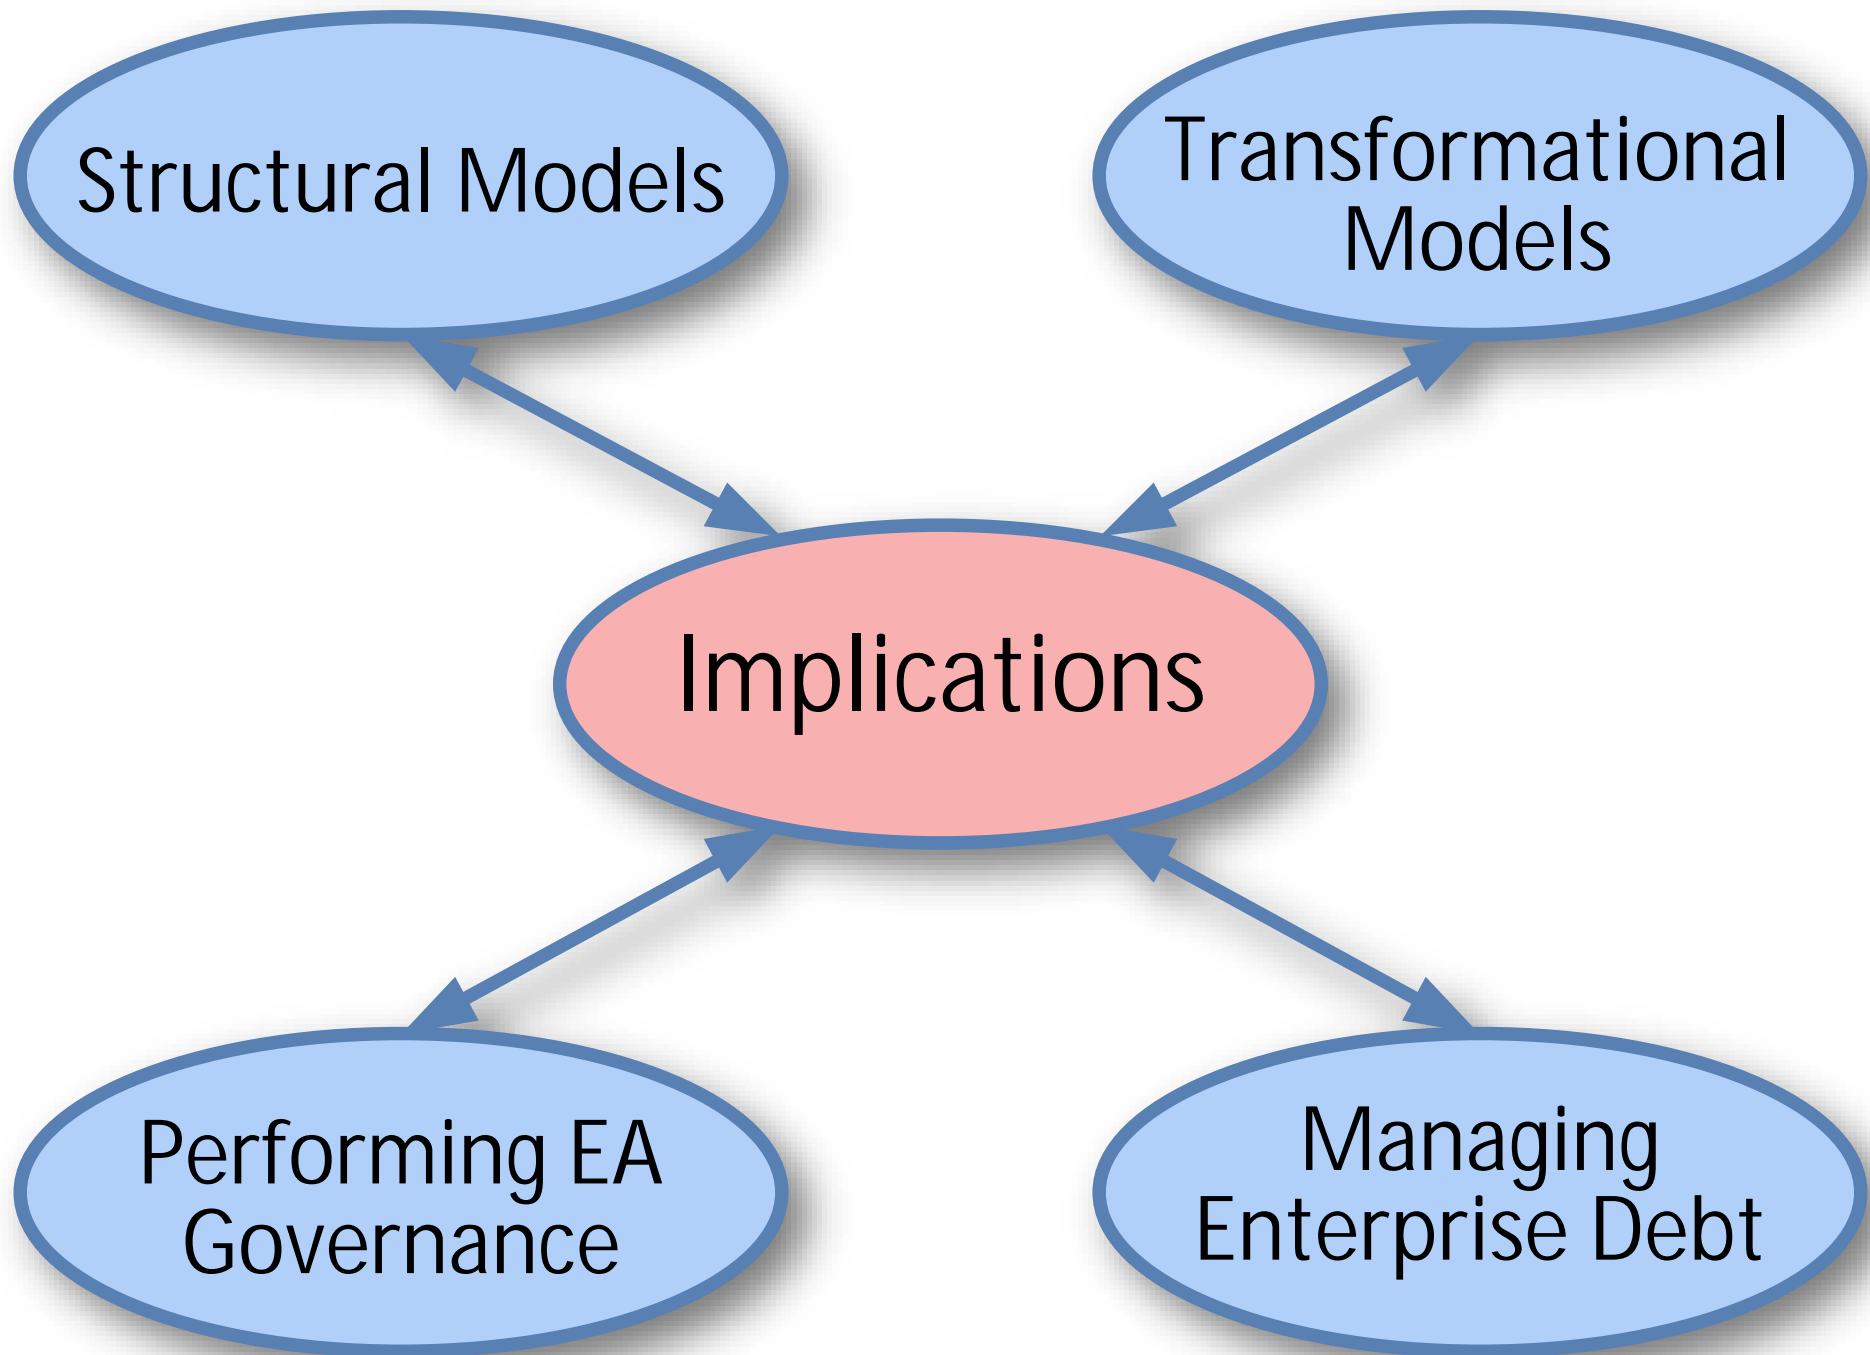 Structural Models
Transformational
Models
Implications
Performing EA
Governance
Managing
Enterprise Debt